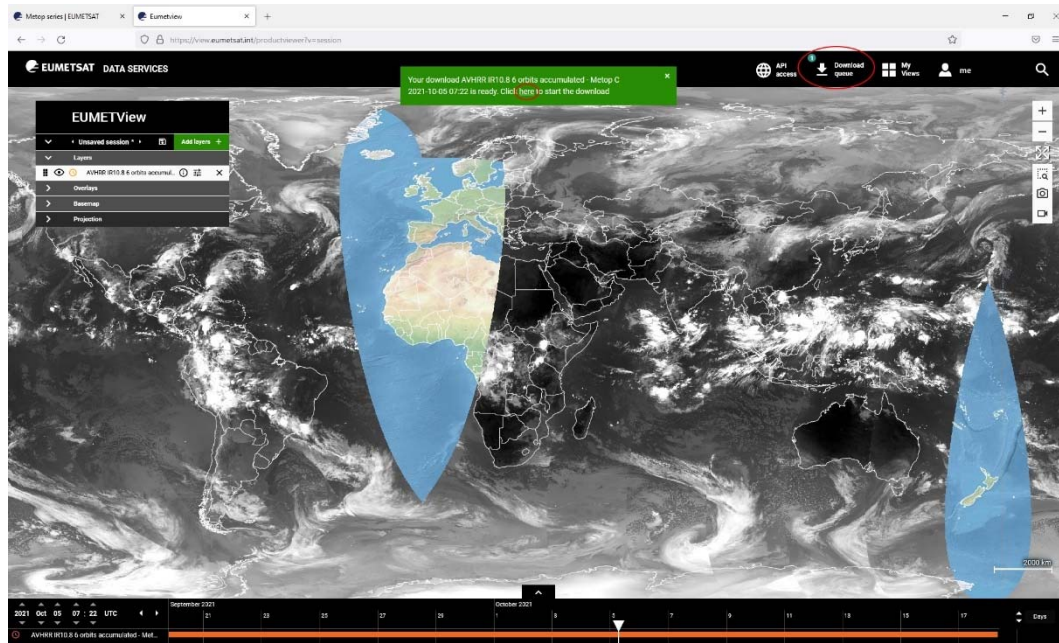 Metop series | EUMETSAT
Eumetview
https://view.eumetsat.int/productviewer?v=session
EUMETSAT DATA SERVICES
API access
1
Download queue
My Views
me
Your download AVHRR IR10.8 6 orbits accumulated - Metop C
2021-10-05 07:22 is ready. Click here to start the download
EUMETView
Unsaved session *
Add layers +
Layers
AVHRR IR10.8 6 orbits accumul..
Overlays
Basemap
Projection
2000 km
2021 Oct 05 07 : 22 UTC
September 2021
21 23 25 27 29
October 2021
1 3 5 7 9 11 13 15 17
Days
AVHRR IR10.8 6 orbits accumulated - Met...